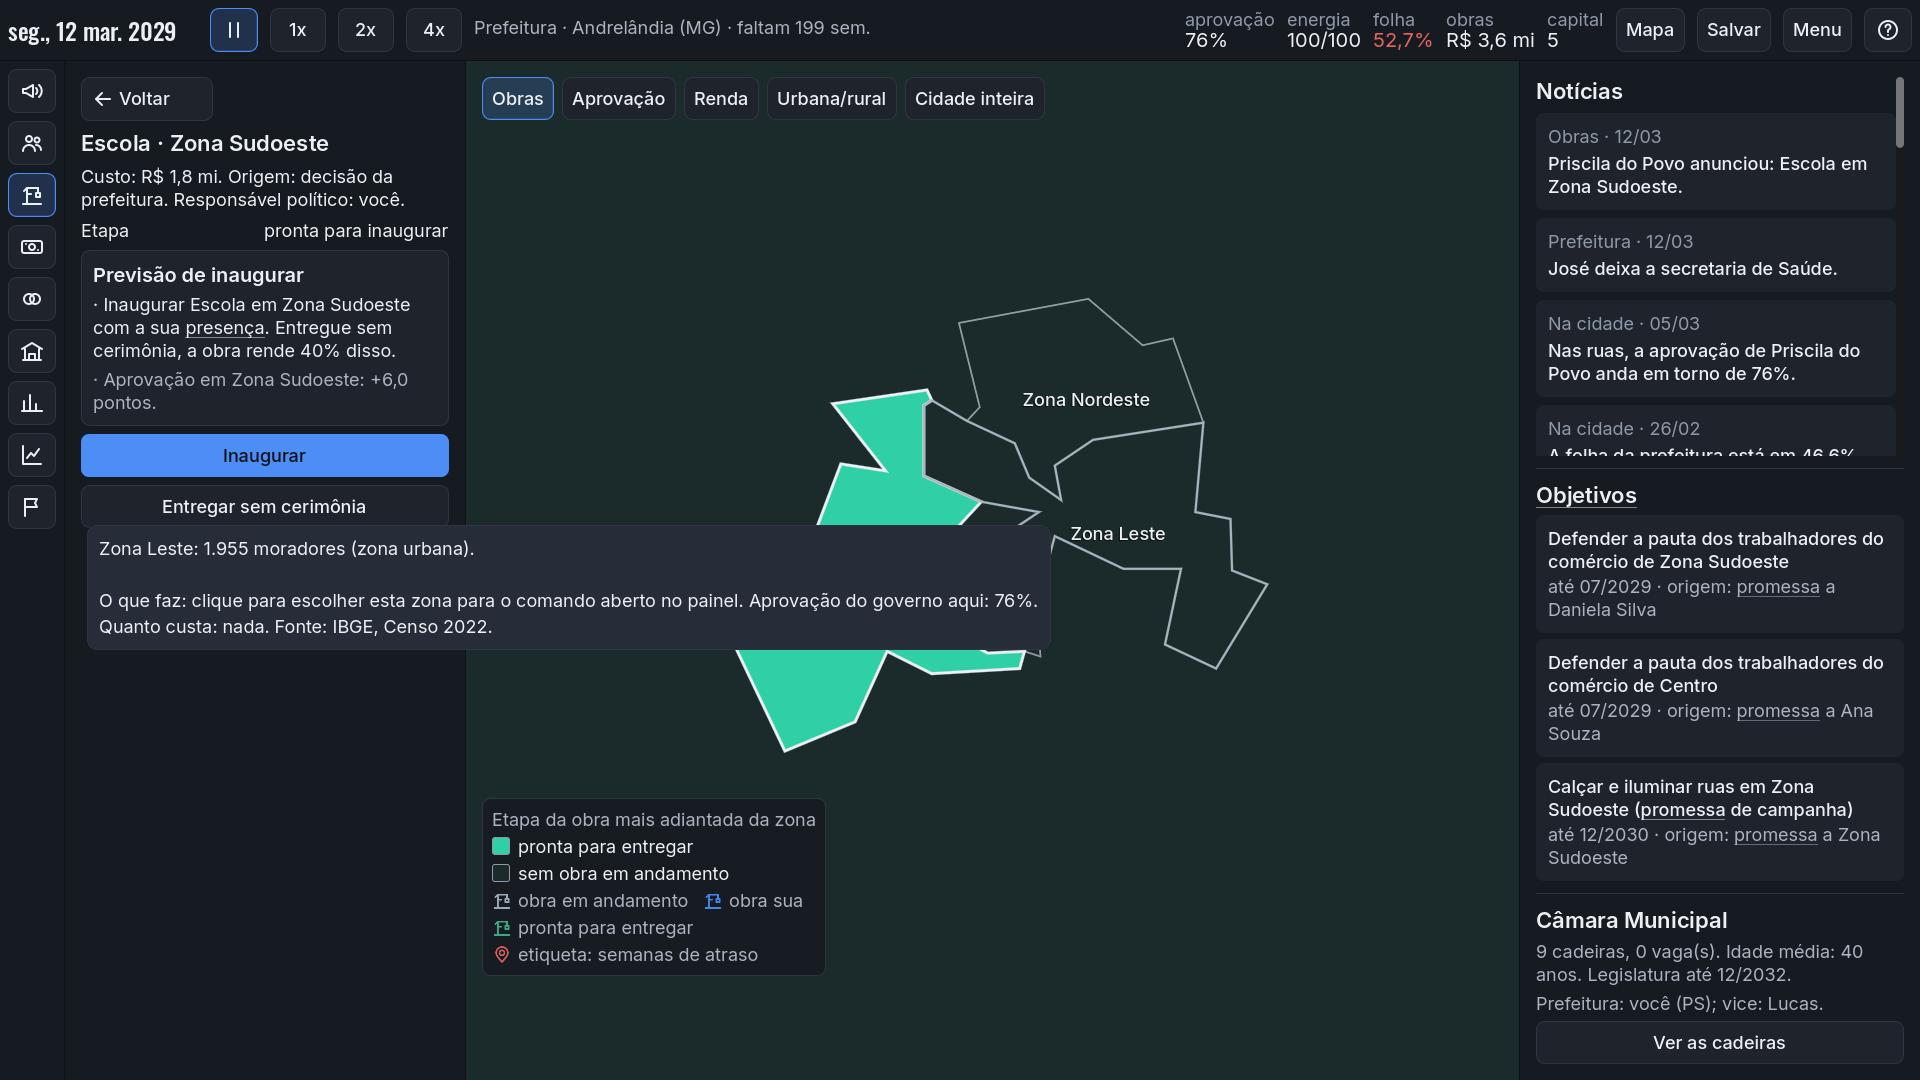 seg., 12 mar. 2029
1x
2x
4x
Prefeitura · Andrelândia (MG) · faltam 199 sem.
aprovação
76%
energia
100/100
folha
52,7%
obras
R$ 3,6 mi
capital
5
Mapa
Salvar
Menu
Voltar
Escola · Zona Sudoeste
Custo: R$ 1,8 mi. Origem: decisão da
prefeitura. Responsável político: você.
Etapa
pronta para inaugurar
Previsão de inaugurar
· Inaugurar Escola em Zona Sudoeste
com a sua presença. Entregue sem
cerimônia, a obra rende 40% disso.
· Aprovação em Zona Sudoeste: +6,0
pontos.
Inaugurar
Entregar sem cerimônia
Zona Leste: 1.955 moradores (zona urbana).
O que faz: clique para escolher esta zona para o comando aberto no painel. Aprovação do governo aqui: 76%.
Quanto custa: nada. Fonte: IBGE, Censo 2022.
Obras
Aprovação
Renda
Urbana/rural
Cidade inteira
Zona Nordeste
Zona Leste
Etapa da obra mais adiantada da zona
pronta para entregar
sem obra em andamento
obra em andamento
obra sua
pronta para entregar
etiqueta: semanas de atraso
Notícias
Obras · 12/03
Priscila do Povo anunciou: Escola em
Zona Sudoeste.
Prefeitura · 12/03
José deixa a secretaria de Saúde.
Na cidade · 05/03
Nas ruas, a aprovação de Priscila do
Povo anda em torno de 76%.
Na cidade · 26/02
A folha da prefeitura está em 46,6%
Objetivos
Defender a pauta dos trabalhadores do
comércio de Zona Sudoeste
até 07/2029 · origem: promessa a
Daniela Silva
Defender a pauta dos trabalhadores do
comércio de Centro
até 07/2029 · origem: promessa a Ana
Souza
Calçar e iluminar ruas em Zona
Sudoeste (promessa de campanha)
até 12/2030 · origem: promessa a Zona
Sudoeste
Câmara Municipal
9 cadeiras, 0 vaga(s). Idade média: 40
anos. Legislatura até 12/2032.
Prefeitura: você (PS); vice: Lucas.
Ver as cadeiras